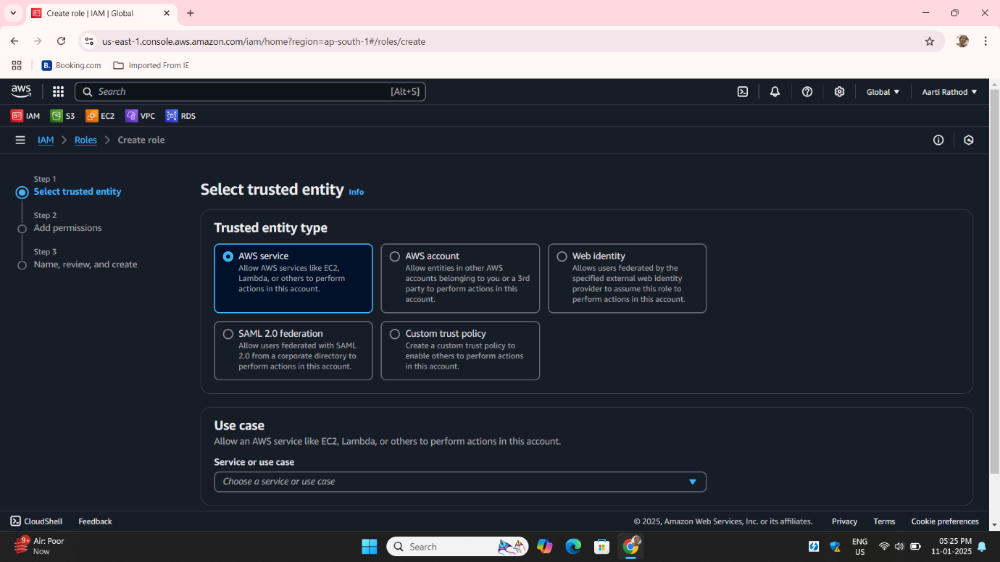 Create role | IAM | Global
us-east-1.console.aws.amazon.com/iam/home?region=ap-south-1#/roles/create
B. Booking.com
Imported From IE
aws
Search
[Alt+S]
Global
Aarti Rathod
IAM
S3
EC2
VPC
RDS
IAM
Roles
Create role
Step 1
Select trusted entity
Step 2
Add permissions
Step 3
Name, review, and create
Select trusted entity Info
Trusted entity type
AWS service
Allow AWS services like EC2,
Lambda, or others to perform
actions in this account.
AWS account
Allow entities in other AWS
accounts belonging to you or a 3rd
party to perform actions in this
account.
Web identity
Allows users federated by the
specified external web identity
provider to assume this role to
perform actions in this account.
SAML 2.0 federation
Allow users federated with SAML
2.0 from a corporate directory to
perform actions in this account.
Custom trust policy
Create a custom trust policy to
enable others to perform actions
in this account.
Use case
Allow an AWS service like EC2, Lambda, or others to perform actions in this account.
Service or use case
Choose a service or use case
CloudShell
Feedback
© 2025, Amazon Web Services, Inc. or its affiliates.
Privacy
Terms
Cookie preferences
9+
Air: Poor
Now
Search
ENG
US
05:25 PM
11-01-2025